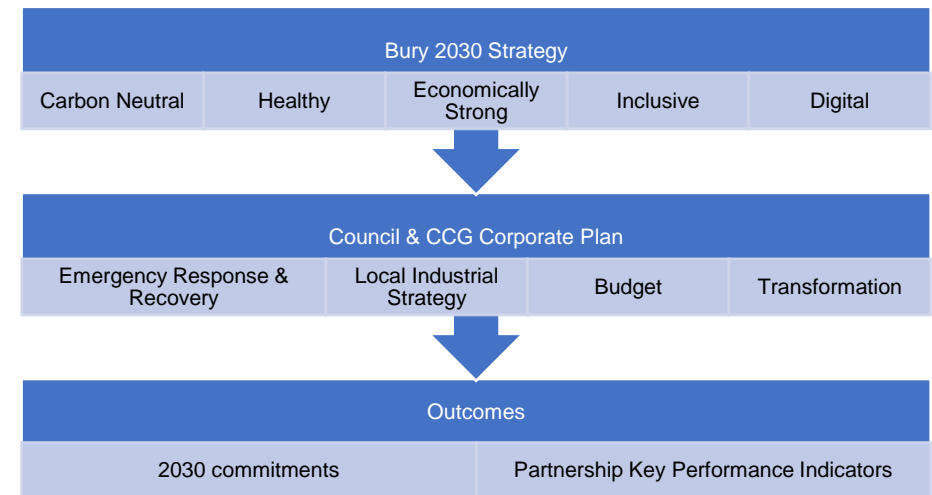 Bury 2030 Strategy
Carbon Neutral
Healthy
Economically
Strong
Inclusive
Digital
Council & CCG Corporate Plan
Emergency Response &
Recovery
Local Industrial
Strategy
Budget
Transformation
Outcomes
2030 commitments
Partnership Key Performance Indicators